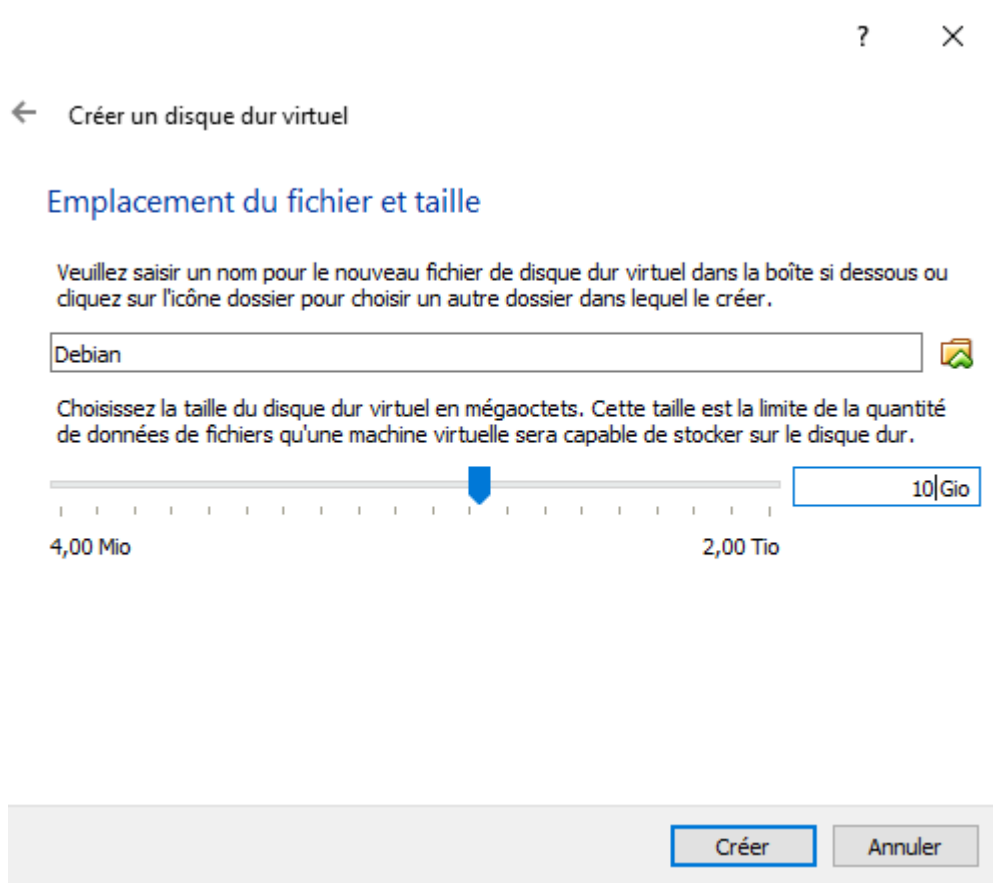 ?
Créer un disque dur virtuel
Emplacement du fichier et taille
Veuillez saisir un nom pour le nouveau fichier de disque dur virtuel dans la boîte si dessous ou
cliquez sur l'icône dossier pour choisir un autre dossier dans lequel le créer.
Debian
Choisissez la taille du disque dur virtuel en mégaoctets. Cette taille est la limite de la quantité
de données de fichiers qu'une machine virtuelle sera capable de stocker sur le disque dur.
10 Gio
4,00 Mio 2,00 Tio
Créer Annuler